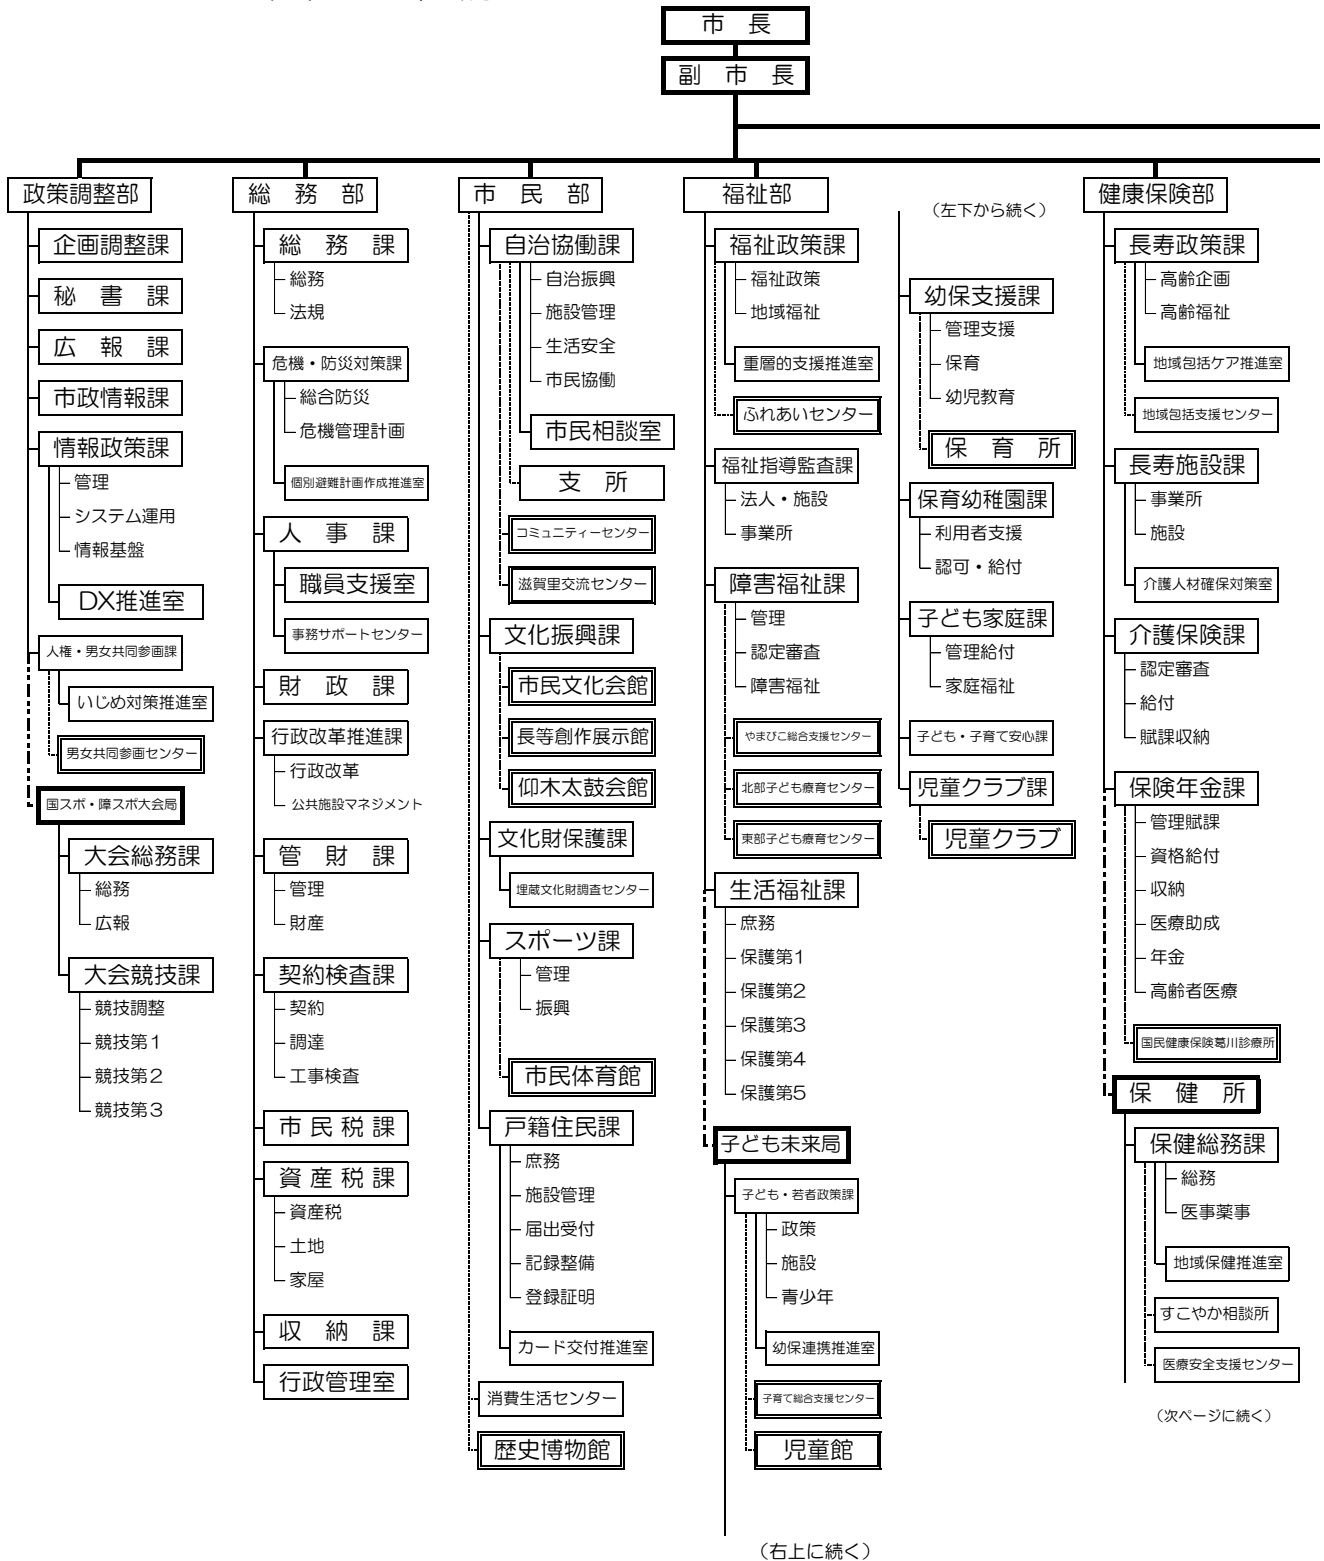 市　長
副　市　長
政策調整部
企画調整課
秘　書　課
広　報　課
市政情報課
情報政策課
管理
システム運用
情報基盤
DX推進室
人権・男女共同参画課
いじめ対策推進室
男女共同参画センター
国スポ・障スポ大会局
大会総務課
総務
広報
大会競技課
競技調整
競技第1
競技第2
競技第3
総　務　部
総　務　課
総務
法規
危機・防災対策課
総合防災
危機管理計画
個別避難計画作成推進室
人　事　課
職員支援室
事務サポートセンター
財　政　課
行政改革推進課
行政改革
公共施設マネジメント
管　財　課
管理
財産
契約検査課
契約
調達
工事検査
市 民 税 課
資 産 税 課
資産税
土地
家屋
収　納　課
行政管理室
市　民　部
自治協働課
自治振興
施設管理
生活安全
市民協働
市民相談室
支　所
コミュニティーセンター
滋賀里交流センター
文化振興課
市民文化会館
長等創作展示館
仰木太鼓会館
文化財保護課
埋蔵文化財調査センター
スポーツ課
管理
振興
市民体育館
戸籍住民課
庶務
施設管理
届出受付
記録整備
登録証明
カード交付推進室
消費生活センター
歴史博物館
福祉部
福祉政策課
福祉政策
地域福祉
重層的支援推進室
ふれあいセンター
福祉指導監査課
法人・施設
事業所
障害福祉課
管理
認定審査
障害福祉
やまびこ総合支援センター
北部子ども療育センター
東部子ども療育センター
生活福祉課
庶務
保護第1
保護第2
保護第3
保護第4
保護第5
子ども未来局
子ども・若者政策課
政策
施設
青少年
幼保連携推進室
子育て総合支援センター
児童館
（右上に続く）
（左下から続く）
幼保支援課
管理支援
保育
幼児教育
保　育　所
保育幼稚園課
利用者支援
認可・給付
子ども家庭課
管理給付
家庭福祉
子ども・子育て安心課
児童クラブ課
児童クラブ
健康保険部
長寿政策課
高齢企画
高齢福祉
地域包括ケア推進室
地域包括支援センター
長寿施設課
事業所
施設
介護人材確保対策室
介護保険課
認定審査
給付
賦課収納
保険年金課
管理賦課
資格給付
収納
医療助成
年金
高齢者医療
国民健康保険葛川診療所
保　健　所
保健総務課
総務
医事薬事
地域保健推進室
すこやか相談所
医療安全支援センター
（次ページに続く）